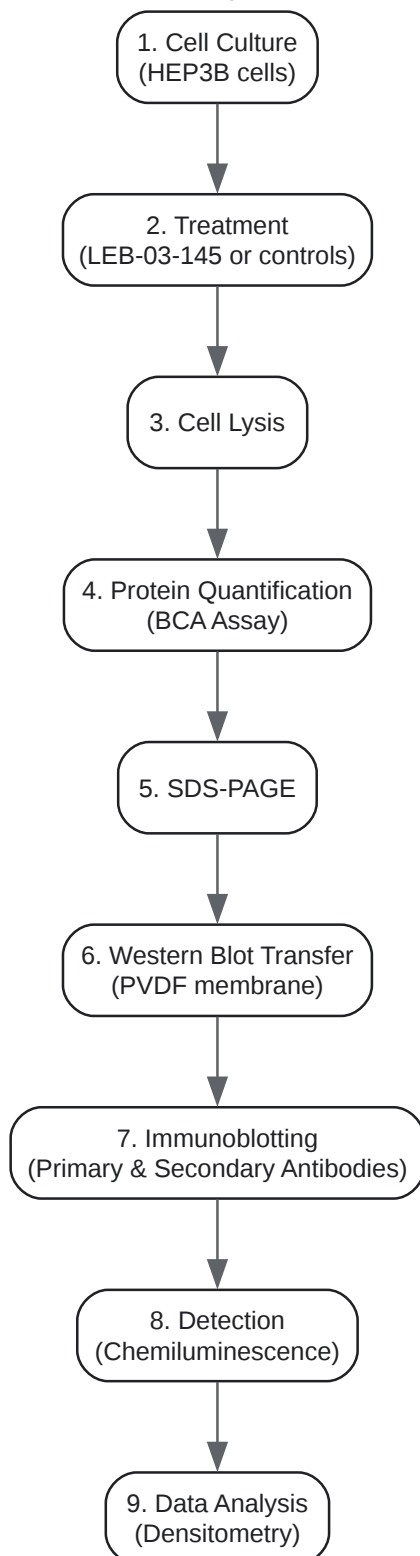 1. Cell Culture
(HEP3B cells)
2. Treatment
(LEB-03-145 or controls)
3. Cell Lysis
4. Protein Quantification
(BCA Assay)
5. SDS-PAGE
6. Western Blot Transfer
(PVDF membrane)
7. Immunoblotting
(Primary & Secondary Antibodies)
8. Detection
(Chemiluminescence)
9. Data Analysis
(Densitometry)